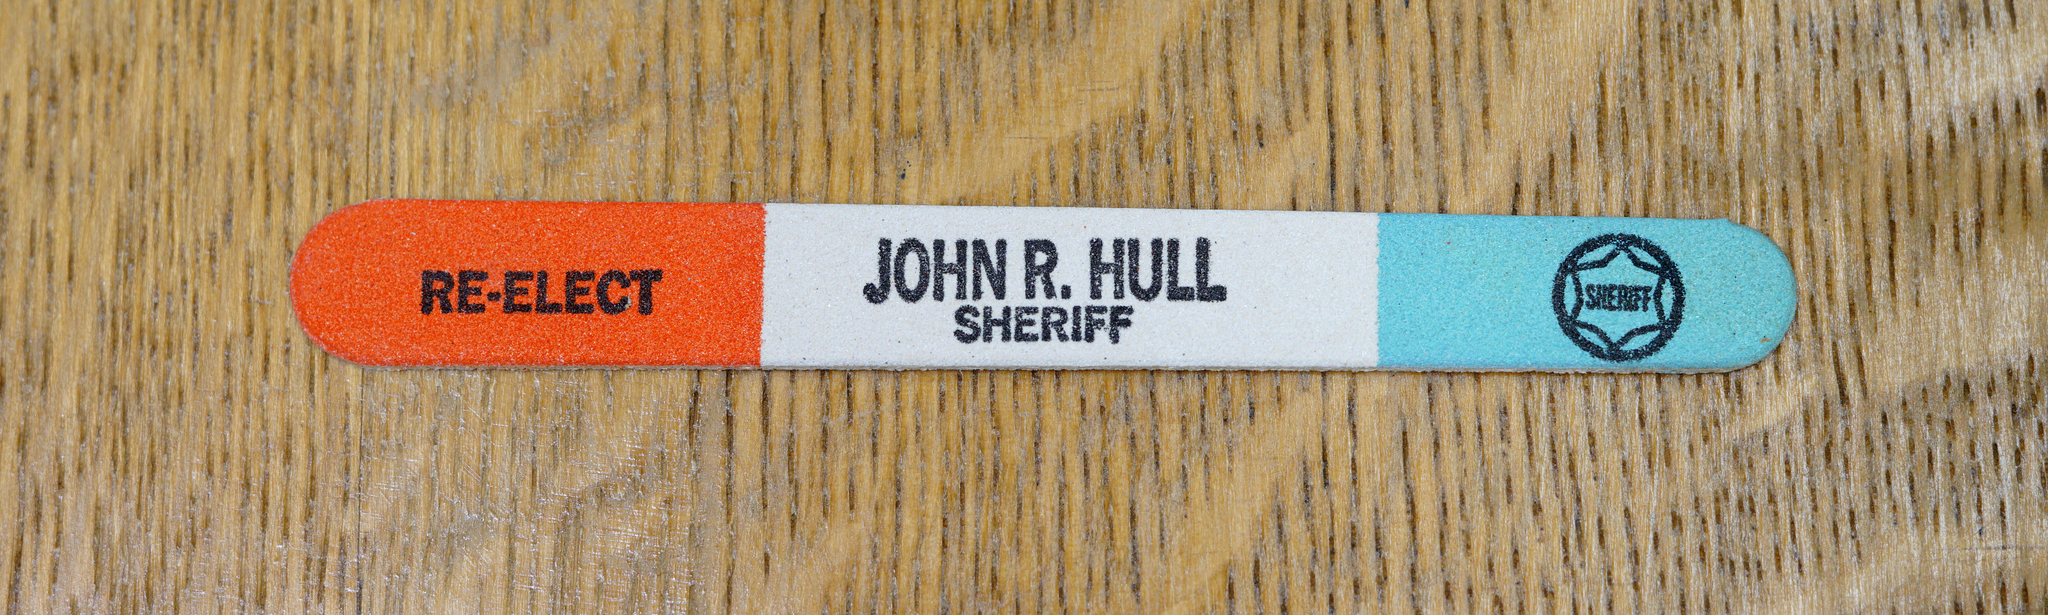 RE-ELECT
JOHN R. HULL
SHERIFF
SHERIFF